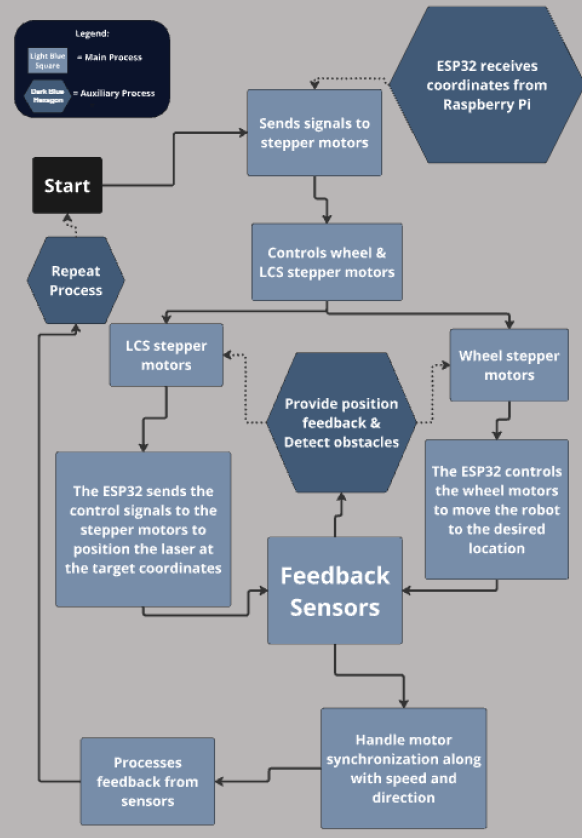 Legend:
Light Blue
Square
= Main Process
Dark Blue
Hexagon
= Auxiliary Process
ESP32 receives
coordinates from
Raspberry Pi
Sends signals to
stepper motors
Start
Controls wheel &
LCS stepper motors
Repeat
Process
LCS stepper
motors
Wheel stepper
motors
Provide position
feedback &
Detect obstacles
The ESP32 sends the
control signals to the
stepper motors to
position the laser at
the target coordinates
The ESP32 controls
the wheel motors
to move the robot
to the desired
location
Feedback
Sensors
Handle motor
synchronization along
with speed and
direction
Processes
feedback from
sensors